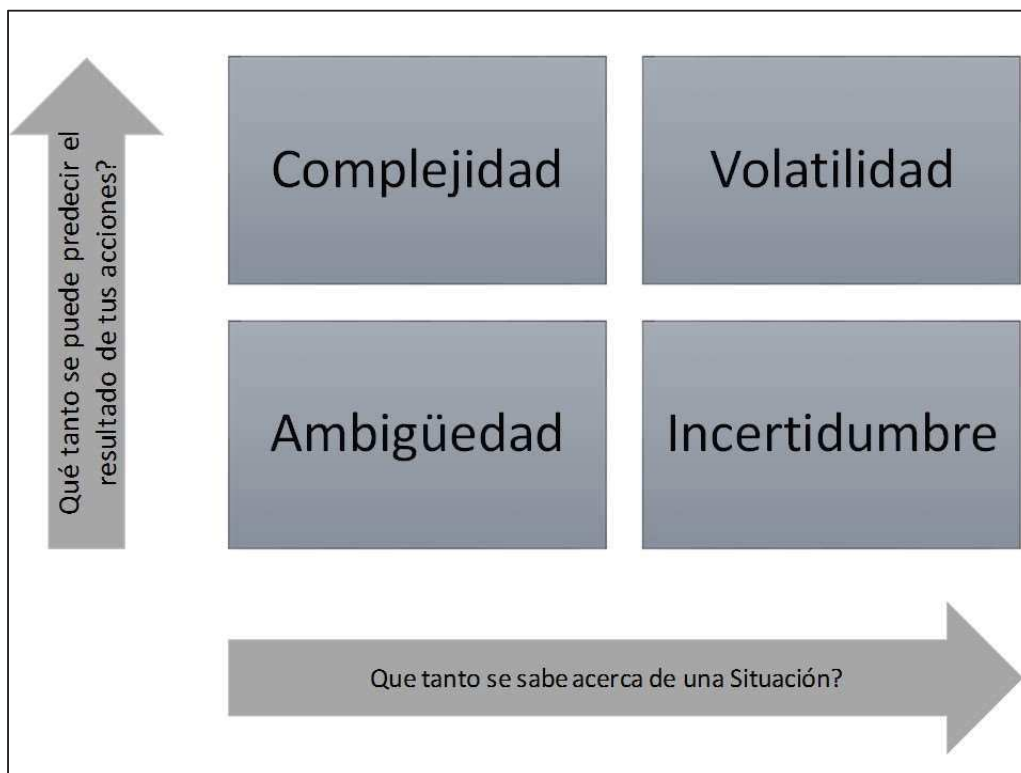 Qué tanto se puede predecir el
resultado de tus acciones?
Complejidad
Volatilidad
Ambigüedad
Incertidumbre
Que tanto se sabe acerca de una Situación?